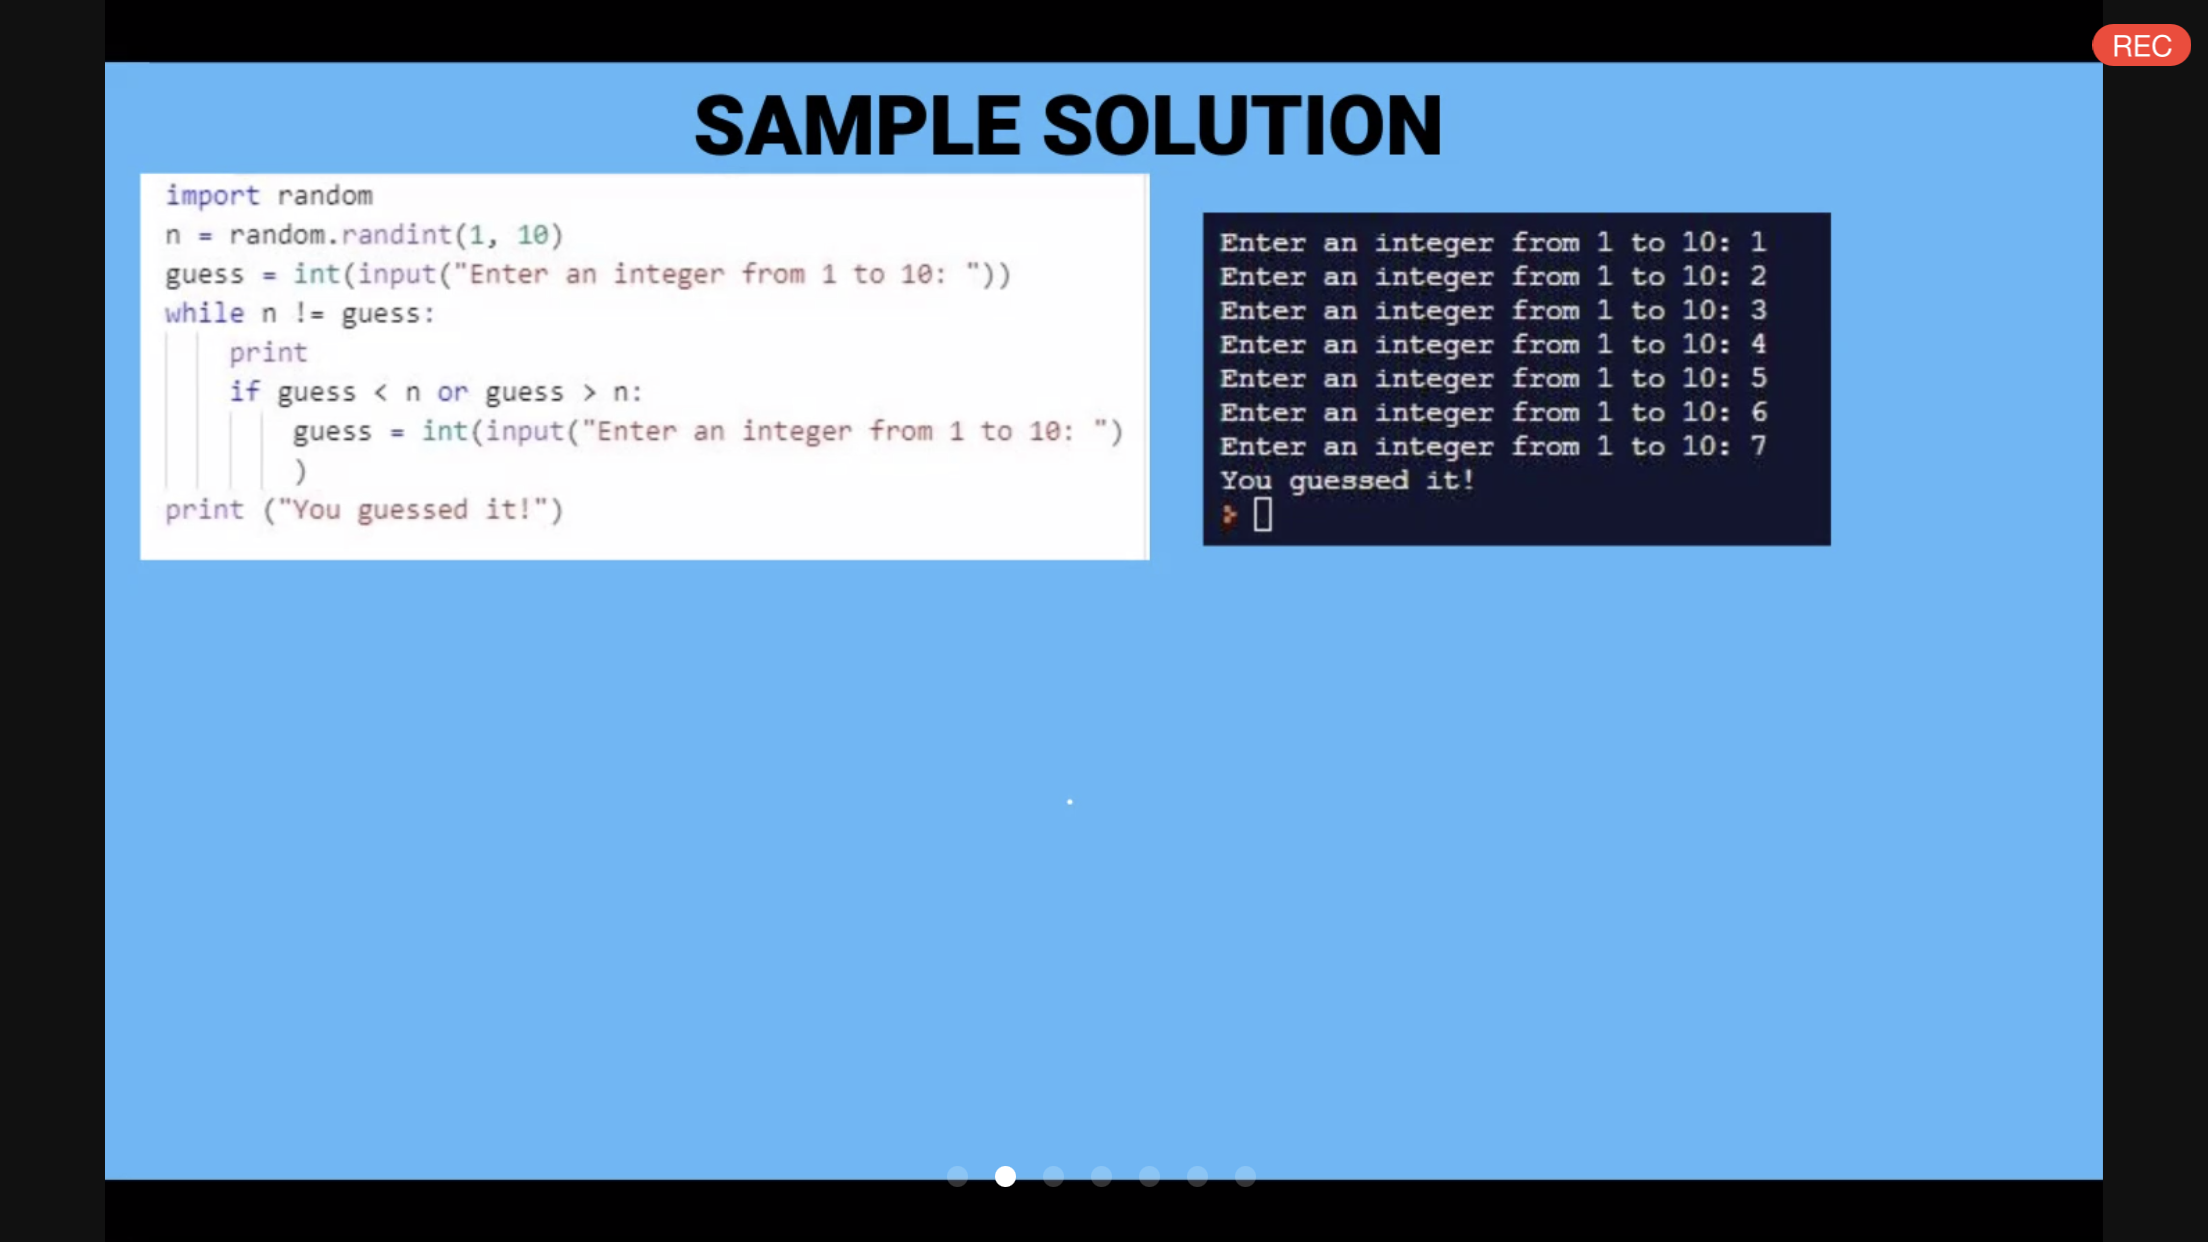 REC
SAMPLE SOLUTION
import random
n = random.randint(1, 10)
guess = int(input("Enter an integer from 1 to 10: "))
while n != guess:
    print
    if guess < n or guess > n:
        guess = int(input("Enter an integer from 1 to 10: ")
        )
print ("You guessed it!")
Enter an integer from 1 to 10: 1
Enter an integer from 1 to 10: 2
Enter an integer from 1 to 10: 3
Enter an integer from 1 to 10: 4
Enter an integer from 1 to 10: 5
Enter an integer from 1 to 10: 6
Enter an integer from 1 to 10: 7
You guessed it!